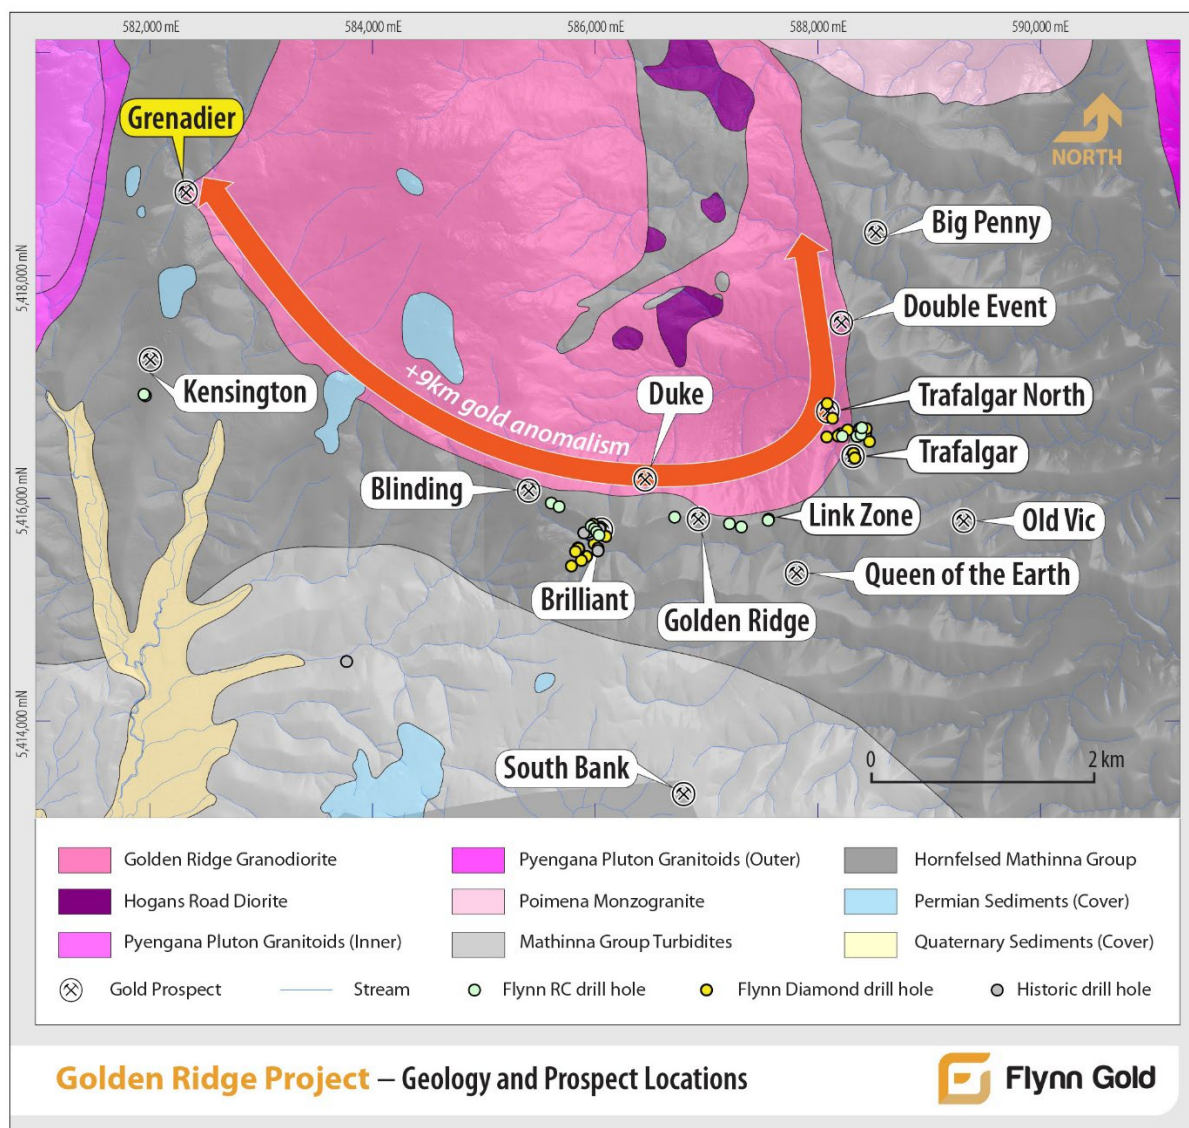 582,000 mE
584,000 mE
586,000 mE
588,000 mE
590,000 mE
Grenadier
NORTH
Big Penny
5,418,000 mN
Double Event
Kensington
+9km gold anomalism
Duke
Trafalgar North
Trafalgar
Blinding
5,416,000 mN
Link Zone
Old Vic
Queen of the Earth
Brilliant
Golden Ridge
5,414,000 mN
South Bank
0
2 km
Golden Ridge Granodiorite
Pyengana Pluton Granitoids (Outer)
Hornfelsed Mathinna Group
Hogans Road Diorite
Poimena Monzogranite
Permian Sediments (Cover)
Pyengana Pluton Granitoids (Inner)
Mathinna Group Turbidites
Quaternary Sediments (Cover)
Gold Prospect
Stream
Flynn RC drill hole
Flynn Diamond drill hole
Historic drill hole
Golden Ridge Project – Geology and Prospect Locations
Flynn Gold